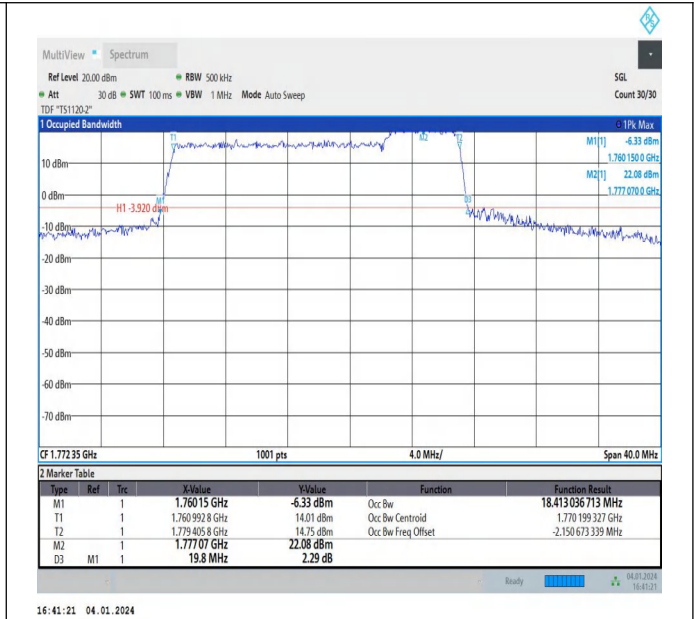 MultiView Spectrum
Ref Level 20.00 dBm RBW 500 kHz SGL
Att 30 dB SWT 100 ms VBW 1 MHz Mode Auto Sweep Count 30/30
TDF "TS1120-2"
1 Occupied Bandwidth 1Pk Max
M1[1] -6.33 dBm
1.760 150 0 GHz
M2[1] 22.08 dBm
1.777 070 0 GHz
T1 M2 T2
10 dBm
0 dBm
M1 D3
H1 -3.920 dBm
-10 dBm
-20 dBm
-30 dBm
-40 dBm
-50 dBm
-60 dBm
-70 dBm
CF 1.772 35 GHz 1001 pts 4.0 MHz/ Span 40.0 MHz
2 Marker Table
Type Ref Trc X-Value Y-Value Function Function Result
M1 1 1.760 15 GHz -6.33 dBm Occ Bw 18.413 036 713 MHz
T1 1 1.760 992 8 GHz 14.01 dBm Occ Bw Centroid 1.770 199 327 GHz
T2 1 1.779 405 8 GHz 14.75 dBm Occ Bw Freq Offset -2.150 673 339 MHz
M2 1 1.777 07 GHz 22.08 dBm
D3 M1 1 19.8 MHz 2.29 dB
Ready 04.01.2024
16:41:21
16:41:21 04.01.2024